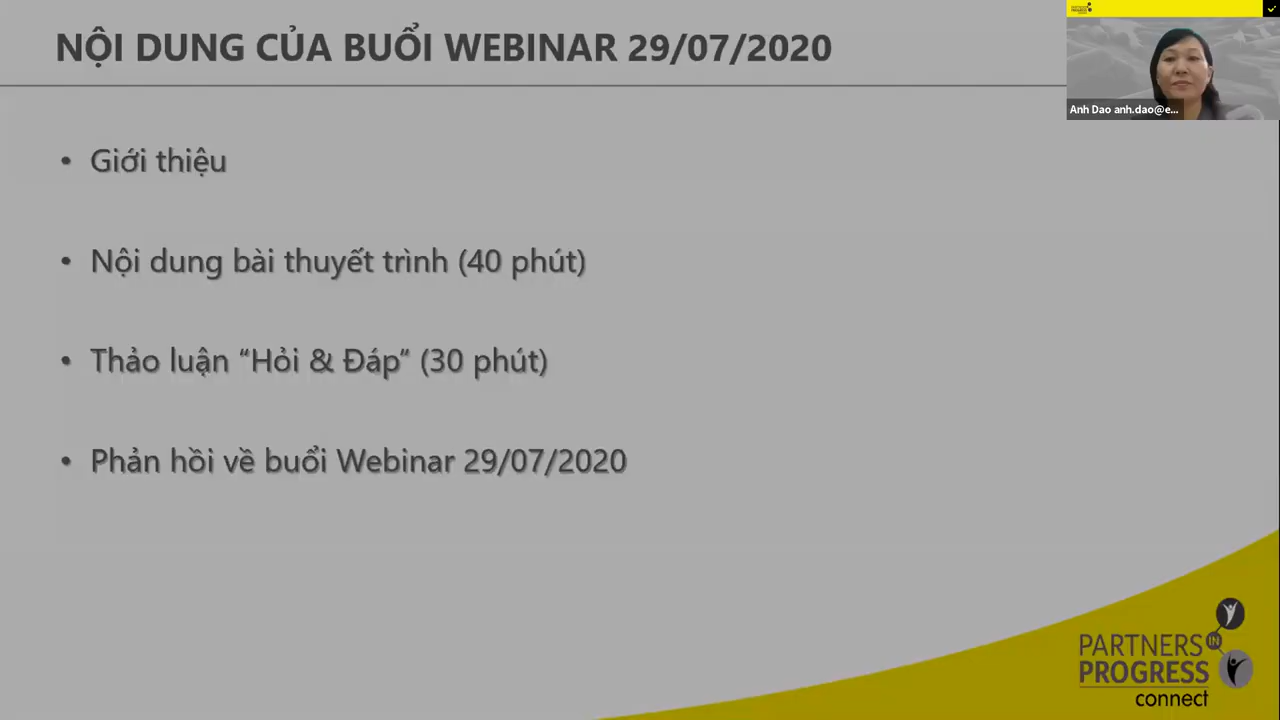 NỘI DUNG CỦA BUỔI WEBINAR 29/07/2020
Anh Dao anh.dao@e...
• Giới thiệu
• Nội dung bài thuyết trình (40 phút)
• Thảo luận “Hỏi & Đáp” (30 phút)
• Phản hồi về buổi Webinar 29/07/2020
PARTNERS IN
PROGRESS
connect